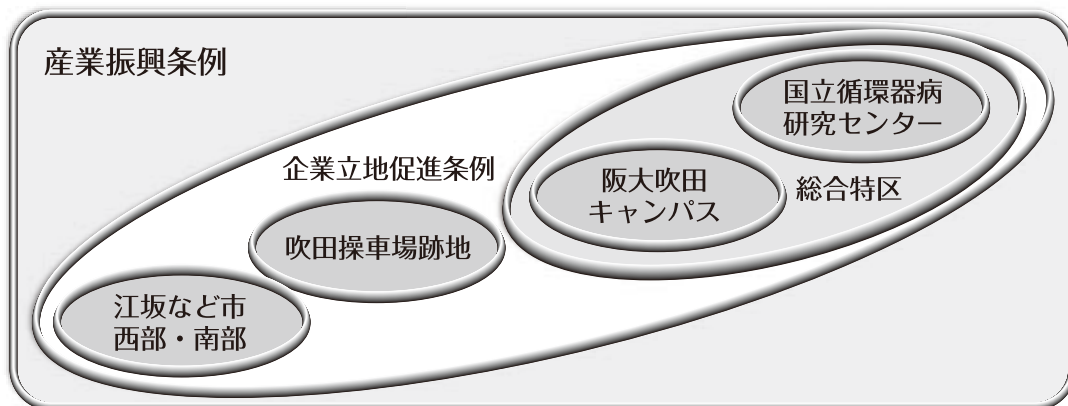 産業振興条例
国立循環器病
研究センター
企業立地促進条例
阪大吹田
キャンパス
総合特区
吹田操車場跡地
江坂など市
西部・南部